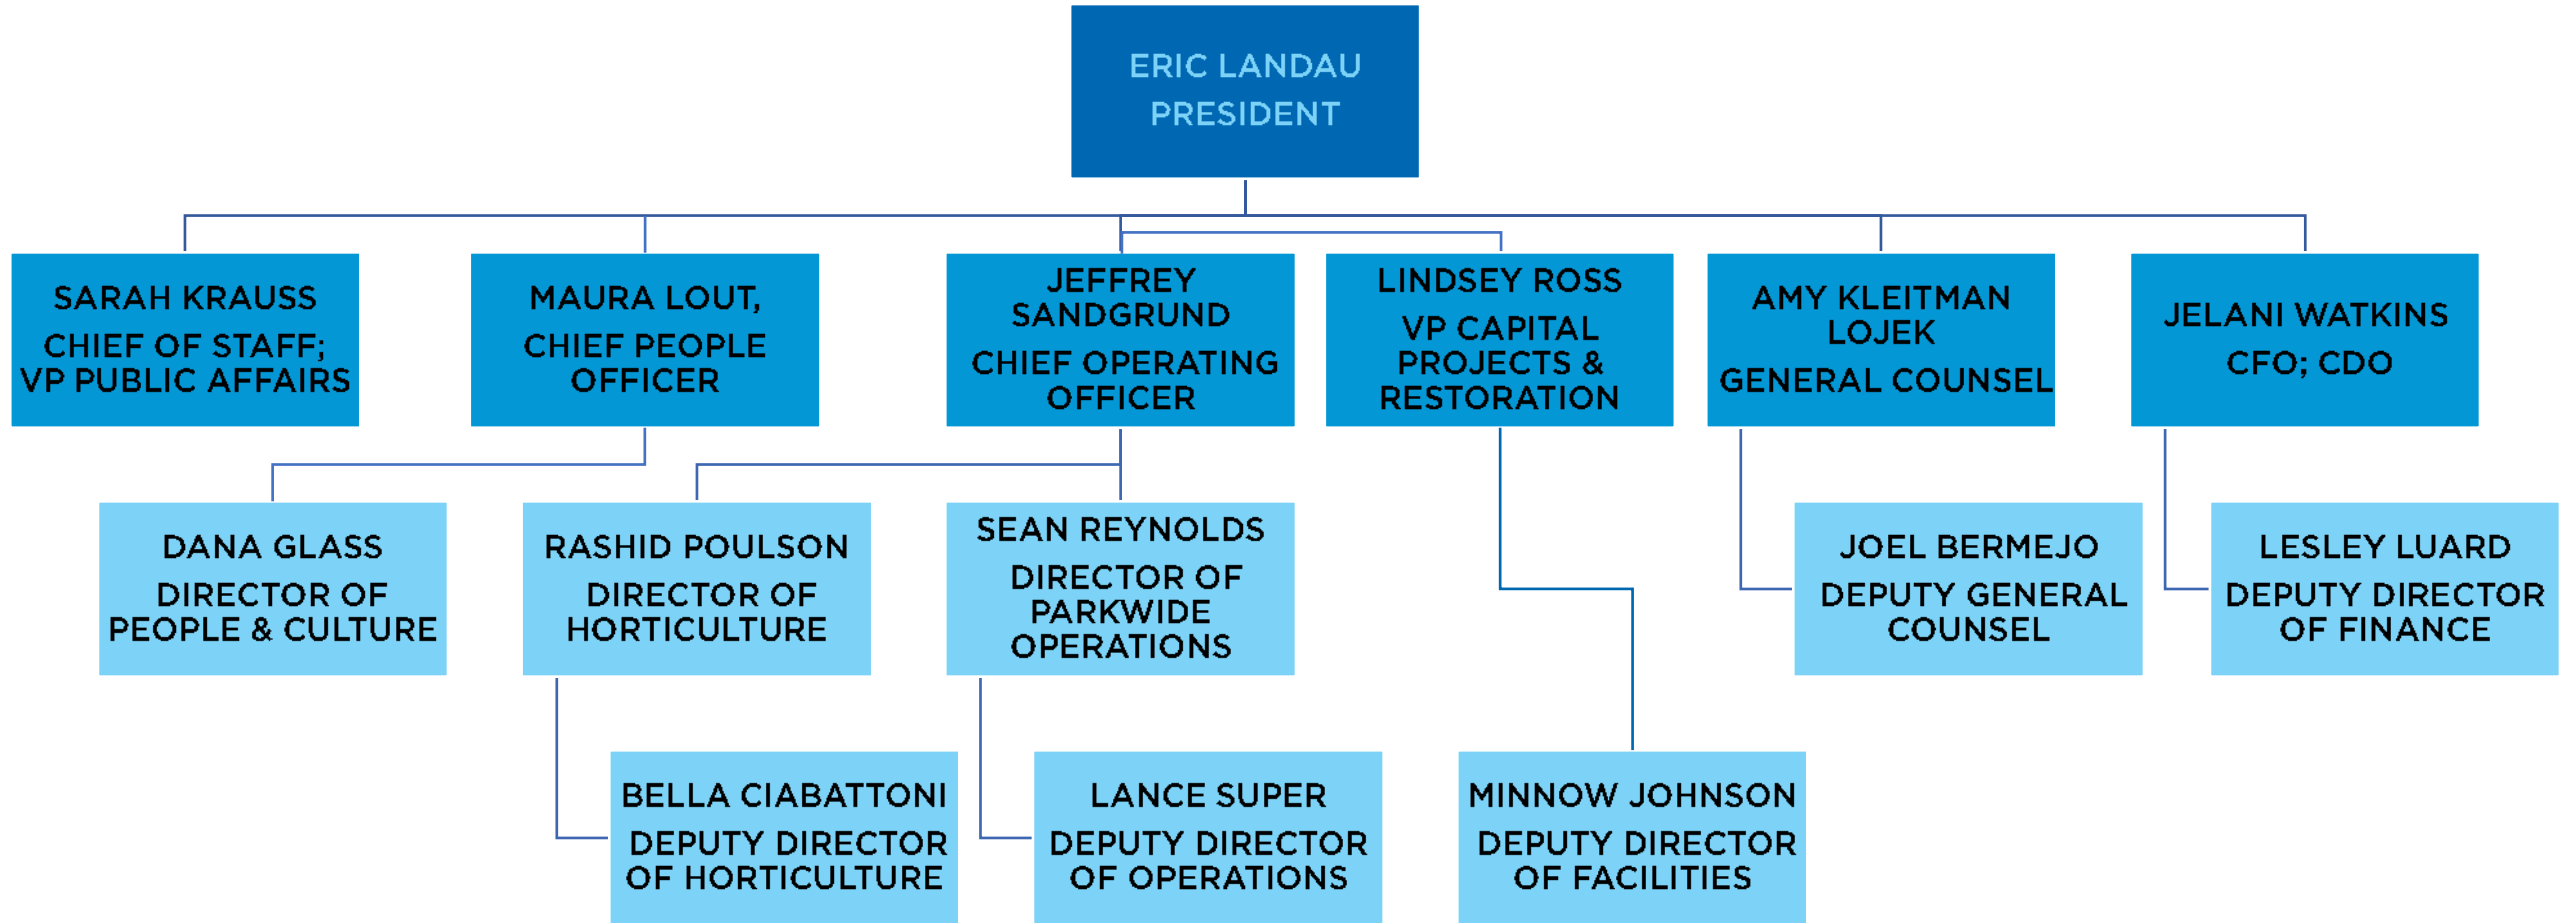 ERIC LANDAU
PRESIDENT
SARAH KRAUSS
CHIEF OF STAFF;
VP PUBLIC AFFAIRS
MAURA LOUT,
CHIEF PEOPLE
OFFICER
JEFFREY
SANDGRUND
CHIEF OPERATING
OFFICER
LINDSEY ROSS
VP CAPITAL
PROJECTS &
RESTORATION
AMY KLEITMAN
LOJEK
GENERAL COUNSEL
JELANI WATKINS
CFO; CDO
DANA GLASS
DIRECTOR OF
PEOPLE & CULTURE
RASHID POULSON
DIRECTOR OF
HORTICULTURE
SEAN REYNOLDS
DIRECTOR OF
PARKWIDE
OPERATIONS
JOEL BERMEJO
DEPUTY GENERAL
COUNSEL
LESLEY LUARD
DEPUTY DIRECTOR
OF FINANCE
BELLA CIABATTONI
DEPUTY DIRECTOR
OF HORTICULTURE
LANCE SUPER
DEPUTY DIRECTOR
OF OPERATIONS
MINNOW JOHNSON
DEPUTY DIRECTOR
OF FACILITIES